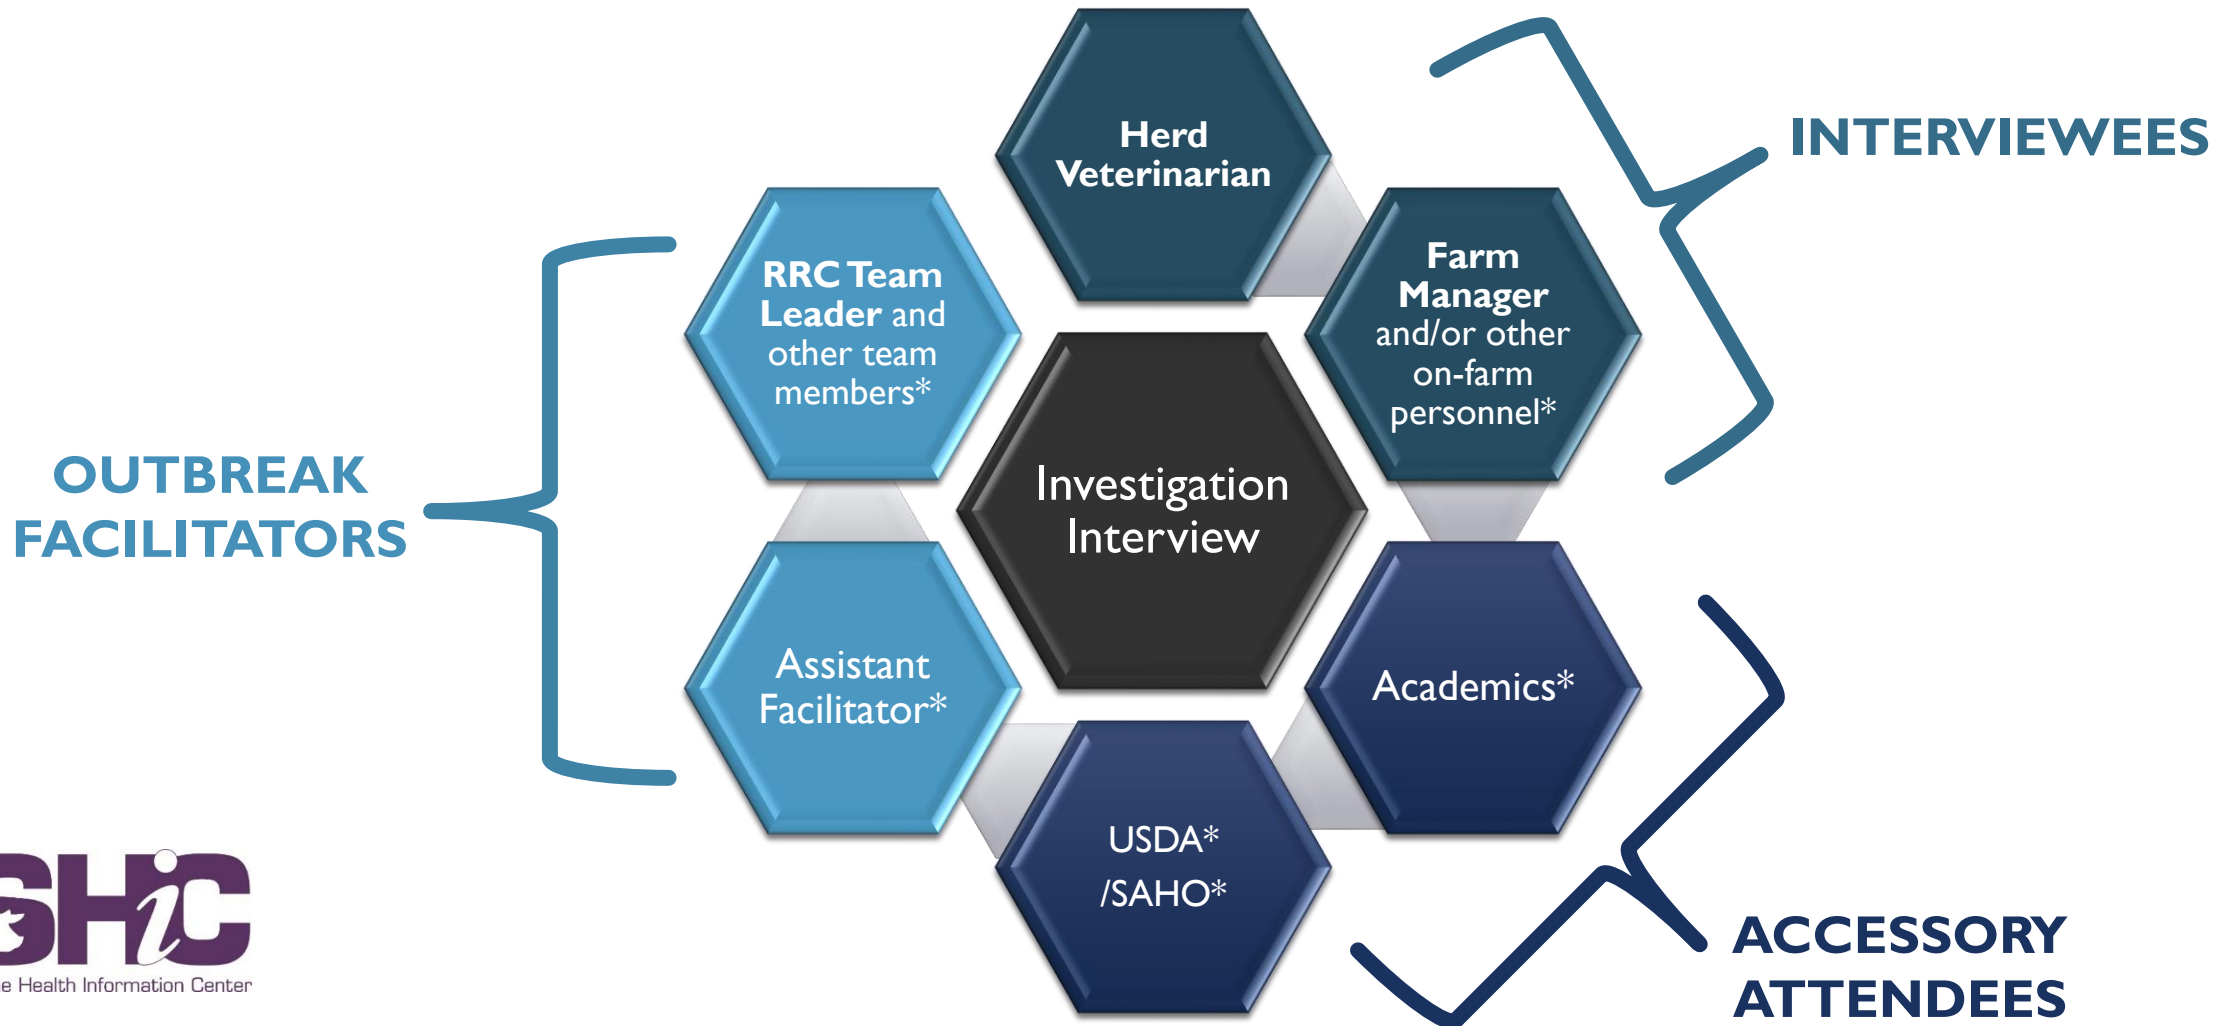 Herd
Veterinarian
INTERVIEWEES
RRC Team
Leader and
other team
members*
Farm
Manager
and/or other
on-farm
personnel*
OUTBREAK
FACILITATORS
Investigation
Interview
Assistant
Facilitator*
Academics*
USDA*
/SAHO*
SHiC
e Health Information Center
ACCESSORY
ATTENDEES